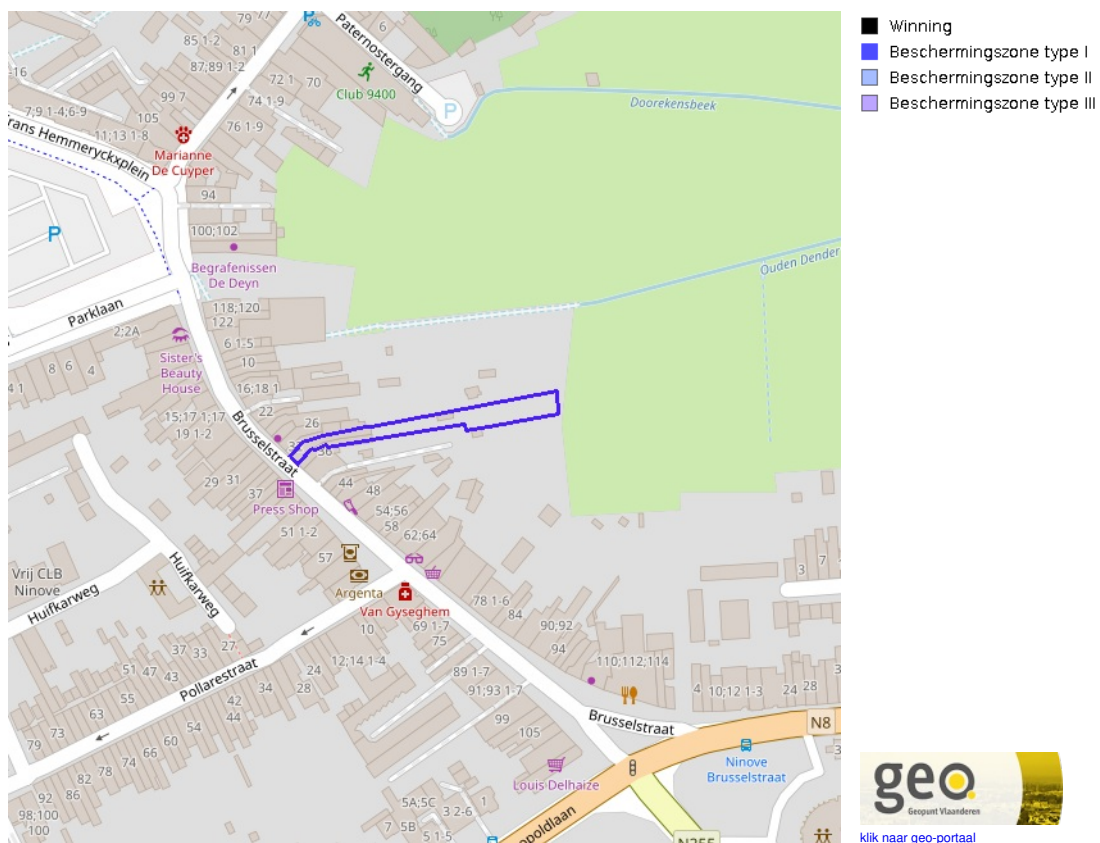 77
79
85 1-2
81 1
87;89 1-2
-16
99 7
105
7;9 1-4;6-9
11;13 1-8
Frans Hemmeryckxplein
Marianne
De Cuyper
Paternostergang
6
Club 9400
72 1
70
74 1-9
76 1-9
P
Doorekensbeek
94
100;102
P
Begrafenissen
De Deyn
Ouden Dender
Parklaan
118;120
122
2;2A
6 1-5
8 6 4
10
Sister's
Beauty
House
16;18 1
4 1
15;17 1;17
22
26
19 1-2
Brusselstraat
36
29 31
37
44
48
Press Shop
54;56
58
51 1-2
62;64
57
Vrij CLB
Ninove
Huifkarweg
Huifkarweg
Argenta
Van Gyseghem
3 7
78 1-6
84
10
69 1-7
75
90;92
94
27
37 33
12;14 1-4
51 47 43
24
28
110;112;114
Pollarestraat
89 1-7
91;93 1-7
4 10;12 1-3 24 28
55
34
63
42
44
73
79
54
60
66
74
78
82
86
92
98;100
100
99
105
Brusselstraat
N8
Ninove
Brusselstraat
Louis Delhaize
5A;5C
3 2-6
1
7
5B
5 1-5
opoldlaan
N255
Winning
Beschermingszone type I
Beschermingszone type II
Beschermingszone type III
geo
Geopunt Vlaanderen
klik naar geo-portaal